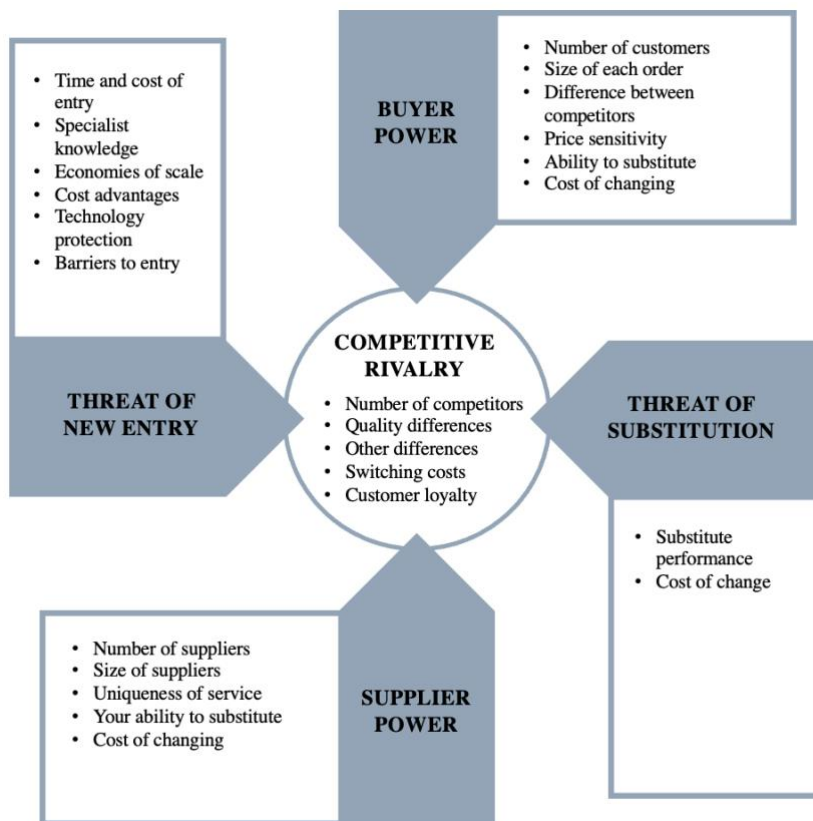 • Time and cost of
entry
• Specialist
knowledge
• Economies of scale
• Cost advantages
• Technology
protection
• Barriers to entry
THREAT OF
NEW ENTRY
BUYER
POWER
• Number of customers
• Size of each order
• Difference between
competitors
• Price sensitivity
• Ability to substitute
• Cost of changing
COMPETITIVE
RIVALRY
• Number of competitors
• Quality differences
• Other differences
• Switching costs
• Customer loyalty
THREAT OF
SUBSTITUTION
• Substitute
performance
• Cost of change
• Number of suppliers
• Size of suppliers
• Uniqueness of service
• Your ability to substitute
• Cost of changing
SUPPLIER
POWER